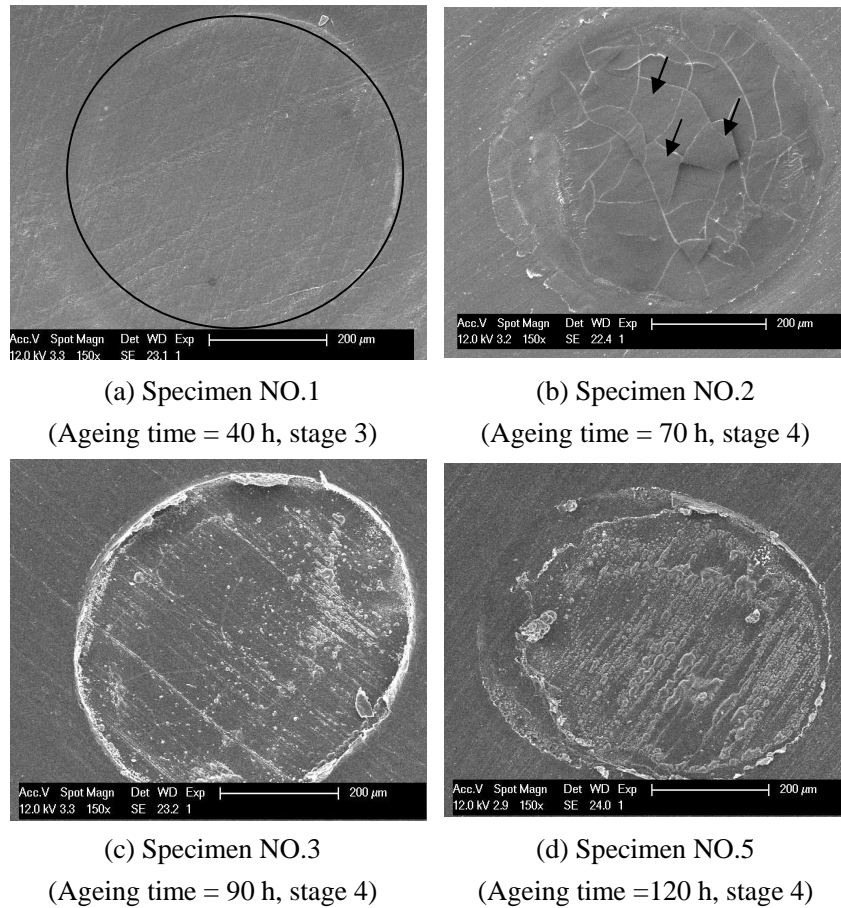 Acc.V Spot Magn Det WD Exp 200 µm
12.0 kV 3.3 150x SE 23.1 1
Acc.V Spot Magn Det WD Exp 200 µm
12.0 kV 3.2 150x SE 22.4 1
(a) Specimen NO.1
(Ageing time = 40 h, stage 3)
(b) Specimen NO.2
(Ageing time = 70 h, stage 4)
Acc.V Spot Magn Det WD Exp 200 µm
12.0 kV 3.3 150x SE 23.2 1
Acc.V Spot Magn Det WD Exp 200 µm
12.0 kV 2.9 150x SE 24.0 1
(c) Specimen NO.3
(Ageing time = 90 h, stage 4)
(d) Specimen NO.5
(Ageing time =120 h, stage 4)